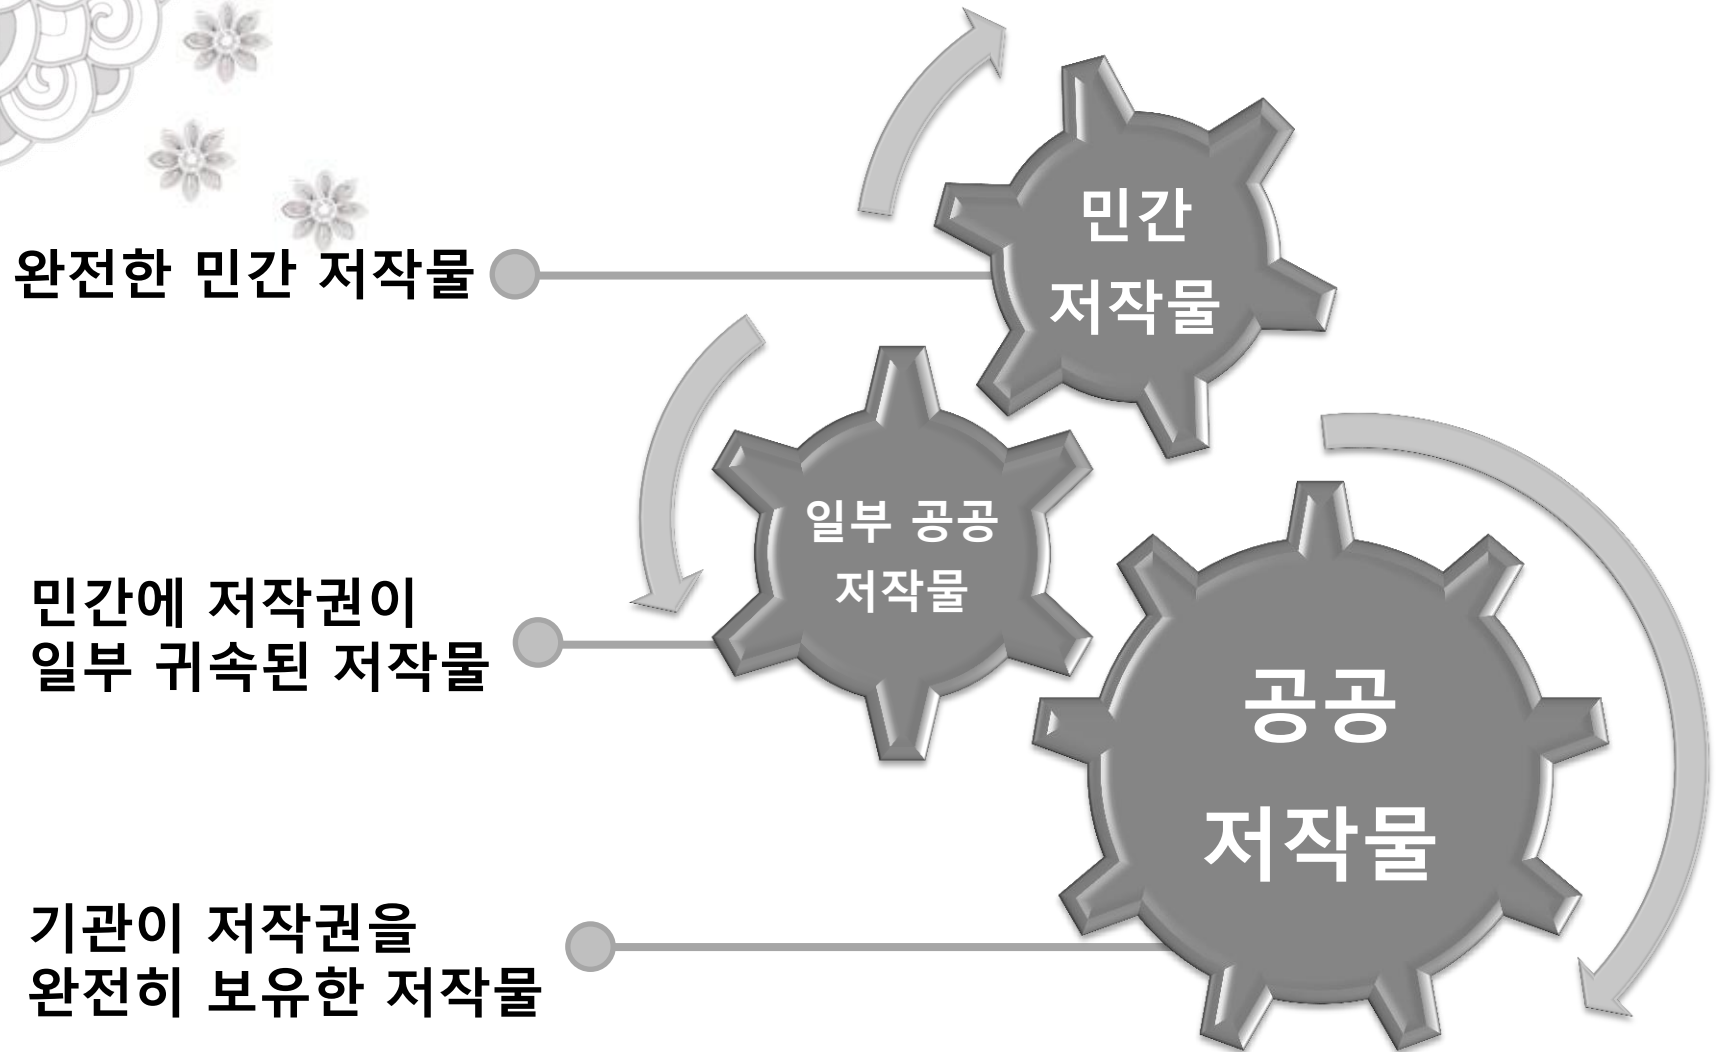 민간
저작물
완전한 민간 저작물
일부 공공
저작물
민간에 저작권이
일부 귀속된 저작물
공공
저작물
기관이 저작권을
완전히 보유한 저작물